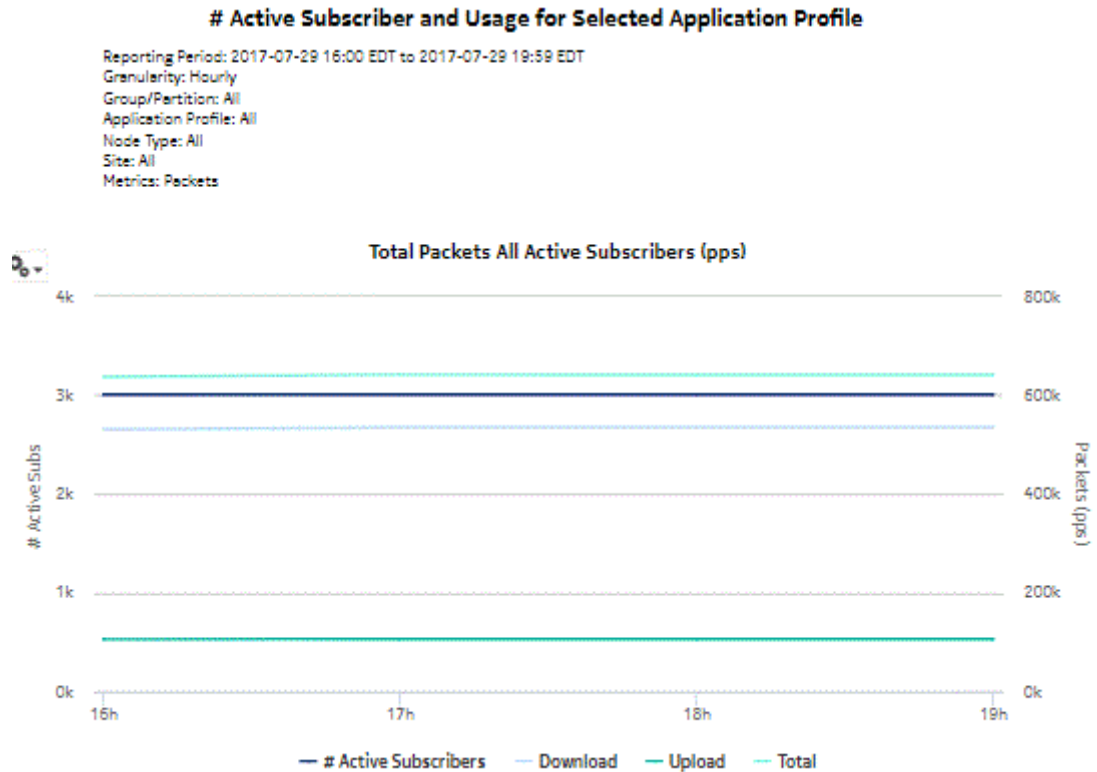 # Active Subscriber and Usage for Selected Application Profile
Reporting Period: 2017-07-29 16:00 EDT to 2017-07-29 19:59 EDT
Granularity: Hourly
Group/Partition: All
Application Profile: All
Node Type: All
Site: All
Metrics: Packets
Total Packets All Active Subscribers (pps)
4k
800k
3k
600k
2k
400k
1k
200k
0k
0k
# Active Subs
Packets (pps)
16h
17h
18h
19h
# Active Subscribers
Download
Upload
Total